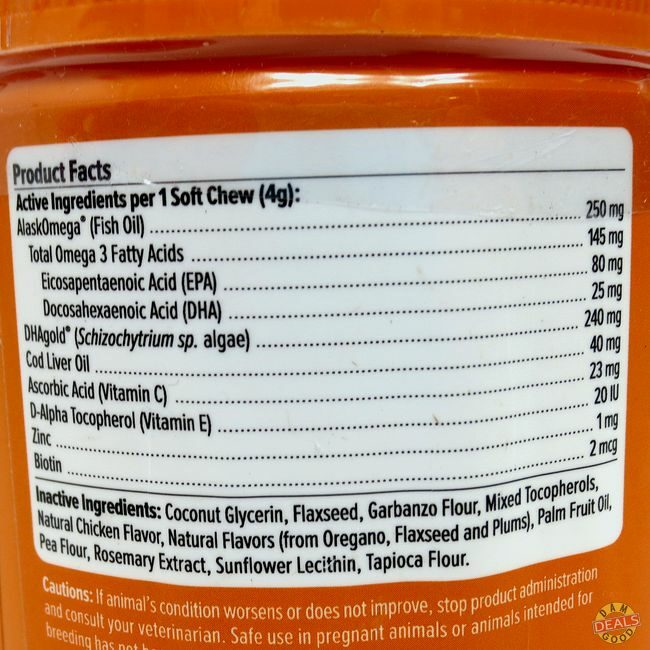 Product Facts
Active Ingredients per 1 Soft Chew (4g):
AlaskOmega® (Fish Oil) 250 mg
Total Omega 3 Fatty Acids 145 mg
Eicosapentaenoic Acid (EPA) 80 mg
Docosahexaenoic Acid (DHA) 25 mg
DHAgold® (Schizochytrium sp. algae) 240 mg
Cod Liver Oil 40 mg
Ascorbic Acid (Vitamin C) 23 mg
D-Alpha Tocopherol (Vitamin E) 20 IU
Zinc 1 mg
Biotin 2 mcg
Inactive Ingredients: Coconut Glycerin, Flaxseed, Garbanzo Flour, Mixed Tocopherols,
Natural Chicken Flavor, Natural Flavors (from Oregano, Flaxseed and Plums), Palm Fruit Oil,
Pea Flour, Rosemary Extract, Sunflower Lecithin, Tapioca Flour.
Cautions: If animal's condition worsens or does not improve, stop product administration
and consult your veterinarian. Safe use in pregnant animals or animals intended for
breeding has not
DAM
DEALS
GOOD